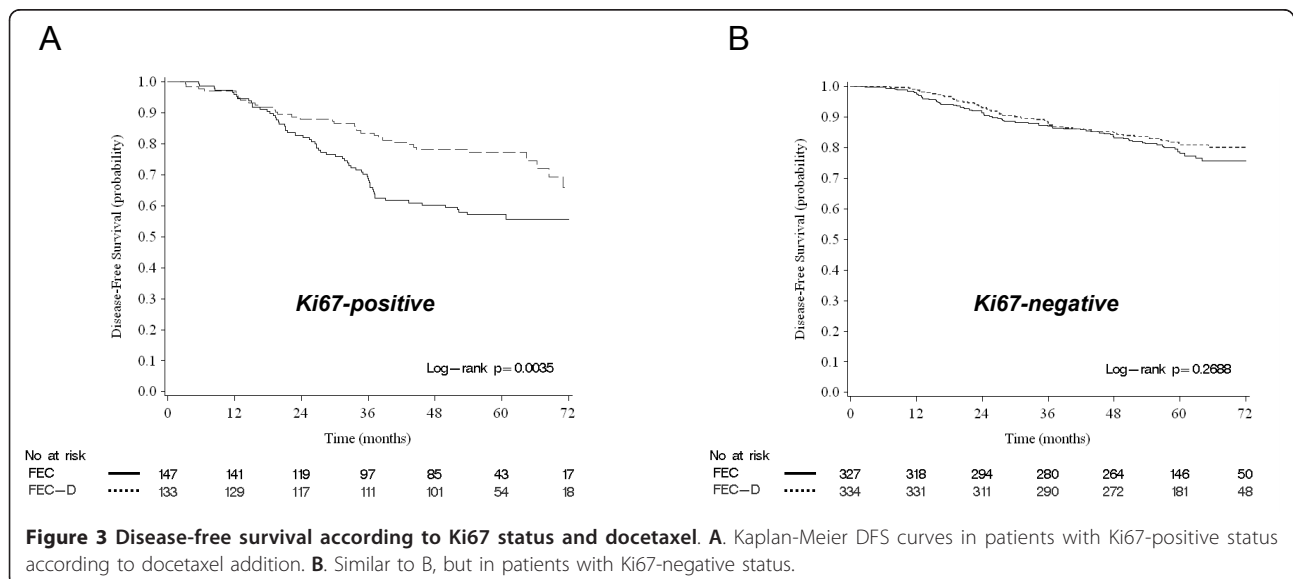 A
Disease-Free Survival (probability)
1.0
0.9
0.8
0.7
0.6
0.5
0.4
0.3
0.2
0.1
0.0
Ki67-positive
Log-rank p=0.0035
0 12 24 36 48 60 72
Time (months)
No at risk
FEC 147 141 119 97 85 43 17
FEC-D 133 129 117 111 101 54 18
B
Disease-Free Survival (probability)
1.0
0.9
0.8
0.7
0.6
0.5
0.4
0.3
0.2
0.1
0.0
Ki67-negative
Log-rank p=0.2688
0 12 24 36 48 60 72
Time (months)
No at risk
FEC 327 318 294 280 264 146 50
FEC-D 334 331 311 290 272 181 48
Figure 3 Disease-free survival according to Ki67 status and docetaxel. A. Kaplan-Meier DFS curves in patients with Ki67-positive status
according to docetaxel addition. B. Similar to B, but in patients with Ki67-negative status.